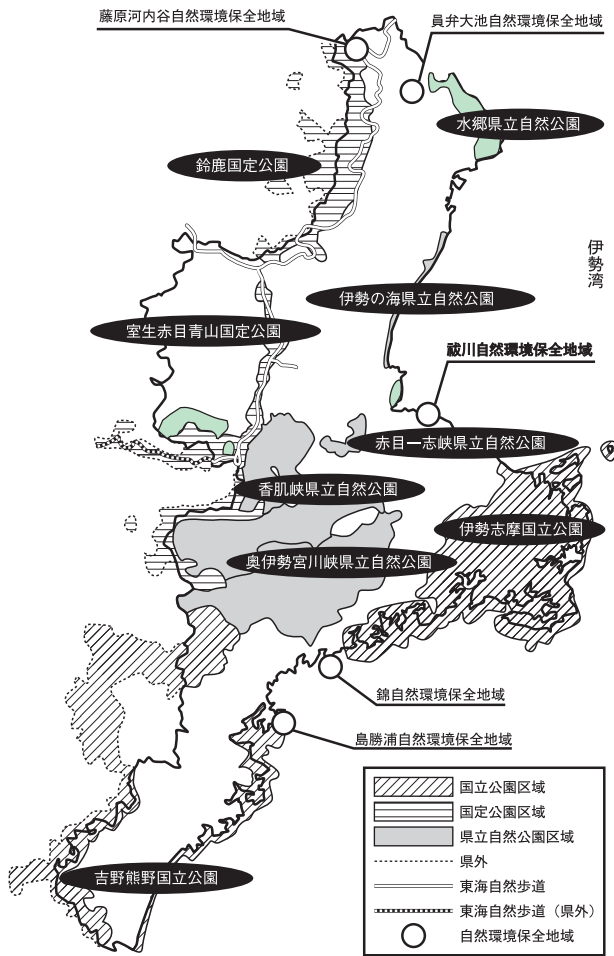 藤原河内谷自然環境保全地域
員弁大池自然環境保全地域
水郷県立自然公園
鈴鹿国定公園
伊勢湾
伊勢の海県立自然公園
室生赤目青山国定公園
祓川自然環境保全地域
赤目一志峡県立自然公園
香肌峡県立自然公園
伊勢志摩国立公園
奥伊勢宮川峡県立自然公園
錦自然環境保全地域
島勝浦自然環境保全地域
吉野熊野国立公園
国立公園区域
国定公園区域
県立自然公園区域
県外
東海自然歩道
東海自然歩道（県外）
自然環境保全地域